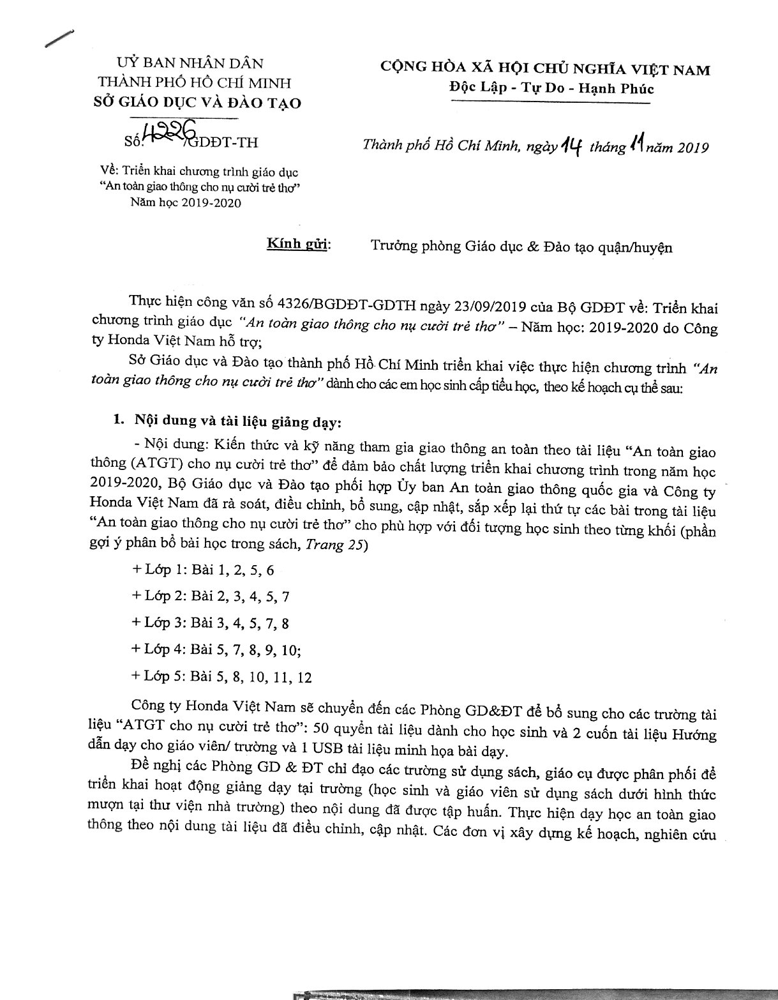 UỶ BAN NHÂN DÂN
THÀNH PHỐ HỒ CHÍ MINH
SỞ GIÁO DỤC VÀ ĐÀO TẠO
Số: 4226/GDĐT-TH
Về: Triển khai chương trình giáo dục
“An toàn giao thông cho nụ cười trẻ thơ”
Năm học 2019-2020
CỘNG HÒA XÃ HỘI CHỦ NGHĨA VIỆT NAM
Độc Lập - Tự Do - Hạnh Phúc
Thành phố Hồ Chí Minh, ngày 14 tháng 11 năm 2019
Kính gửi: Trưởng phòng Giáo dục & Đào tạo quận/huyện
Thực hiện công văn số 4326/BGDĐT-GDTH ngày 23/09/2019 của Bộ GDĐT về: Triển khai
chương trình giáo dục “An toàn giao thông cho nụ cười trẻ thơ” – Năm học: 2019-2020 do Công
ty Honda Việt Nam hỗ trợ;
Sở Giáo dục và Đào tạo thành phố Hồ Chí Minh triển khai việc thực hiện chương trình “An
toàn giao thông cho nụ cười trẻ thơ” dành cho các em học sinh cấp tiểu học, theo kế hoạch cụ thể sau:
1. Nội dung và tài liệu giảng dạy:
- Nội dung: Kiến thức và kỹ năng tham gia giao thông an toàn theo tài liệu “An toàn giao
thông (ATGT) cho nụ cười trẻ thơ” để đảm bảo chất lượng triển khai chương trình trong năm học
2019-2020, Bộ Giáo dục và Đào tạo phối hợp Ủy ban An toàn giao thông quốc gia và Công ty
Honda Việt Nam đã rà soát, điều chỉnh, bổ sung, cập nhật, sắp xếp lại thứ tự các bài trong tài liệu
“An toàn giao thông cho nụ cười trẻ thơ” cho phù hợp với đối tượng học sinh theo từng khối (phần
gợi ý phân bổ bài học trong sách, Trang 25)
+ Lớp 1: Bài 1, 2, 5, 6
+ Lớp 2: Bài 2, 3, 4, 5, 7
+ Lớp 3: Bài 3, 4, 5, 7, 8
+ Lớp 4: Bài 5, 7, 8, 9, 10;
+ Lớp 5: Bài 5, 8, 10, 11, 12
Công ty Honda Việt Nam sẽ chuyển đến các Phòng GD&ĐT để bổ sung cho các trường tài
liệu “ATGT cho nụ cười trẻ thơ”: 50 quyển tài liệu dành cho học sinh và 2 cuốn tài liệu Hướng
dẫn dạy cho giáo viên/ trường và 1 USB tài liệu minh họa bài dạy.
Đề nghị các Phòng GD & ĐT chỉ đạo các trường sử dụng sách, giáo cụ được phân phối để
triển khai hoạt động giảng dạy tại trường (học sinh và giáo viên sử dụng sách dưới hình thức
mượn tại thư viện nhà trường) theo nội dung đã được tập huấn. Thực hiện dạy học an toàn giao
thông theo nội dung tài liệu đã điều chỉnh, cập nhật. Các đơn vị xây dựng kế hoạch, nghiên cứu